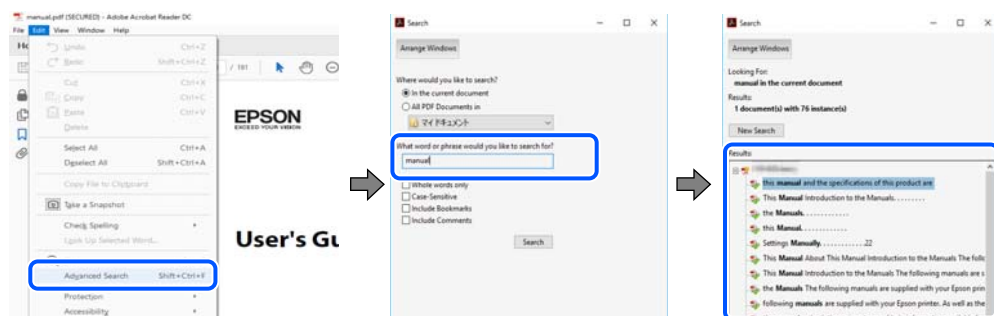 manual.pdf (SECURED) - Adobe Acrobat Reader DC
File Edit View Window Help
Undo Ctrl+Z
Redo Shift+Ctrl+Z
Cut Ctrl+X
Copy Ctrl+C
Paste Ctrl+V
Delete
Select All Ctrl+A
Deselect All Shift+Ctrl+A
Copy File to Clipboard
Take a Snapshot
Check Spelling
Look Up Selected Word...
Advanced Search Shift+Ctrl+F
Protection
Accessibility
/ 181
EPSON
EXCEED YOUR VISION
User's Gu
Search
Arrange Windows
Where would you like to search?
In the current document
All PDF Documents in
マイ ドキュメント
What word or phrase would you like to search for?
manual
Whole words only
Case-Sensitive
Include Bookmarks
Include Comments
Search
Search
Arrange Windows
Looking For:
manual in the current document
Results:
1 document(s) with 76 instance(s)
New Search
Results:
this manual and the specifications of this product are
This Manual Introduction to the Manuals. . . . . . . . .
the Manuals. . . . . . . . . . . .
this Manual. . . . . . . . . . . .
Settings Manually. . . . . . . . . . . .22
This Manual About This Manual Introduction to the Manuals The follo
This Manual Introduction to the Manuals The following manuals are s
the Manuals The following manuals are supplied with your Epson prin
following manuals are supplied with your Epson printer. As well as the